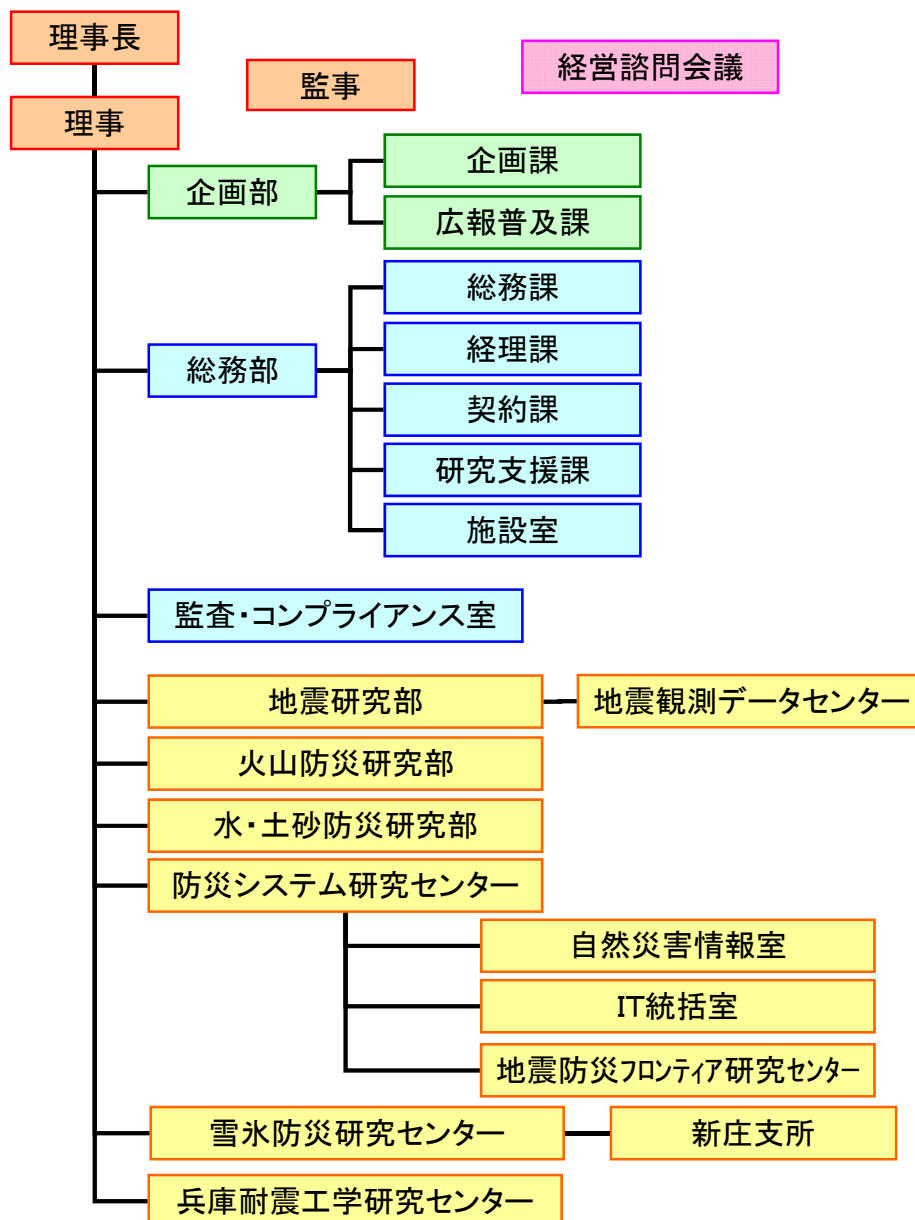 理事長
監事
経営諮問会議
理事
企画部
企画課
広報普及課
総務部
総務課
経理課
契約課
研究支援課
施設室
監査・コンプライアンス室
地震研究部
地震観測データセンター
火山防災研究部
水・土砂防災研究部
防災システム研究センター
自然災害情報室
IT統括室
地震防災フロンティア研究センター
雪氷防災研究センター
新庄支所
兵庫耐震工学研究センター